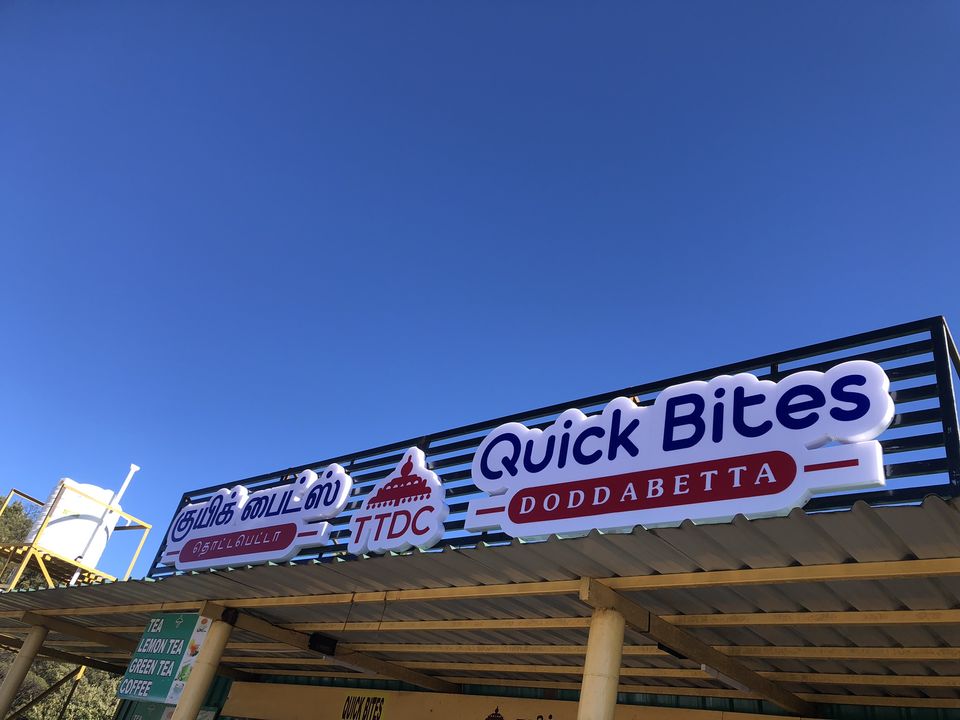 குயிக் பைட்ஸ்
தொட்டபெட்டா
TTDC
Quick Bites
DODDABETTA
TEA
LEMON TEA
GREEN TEA
COFFEE
QUICK BITES